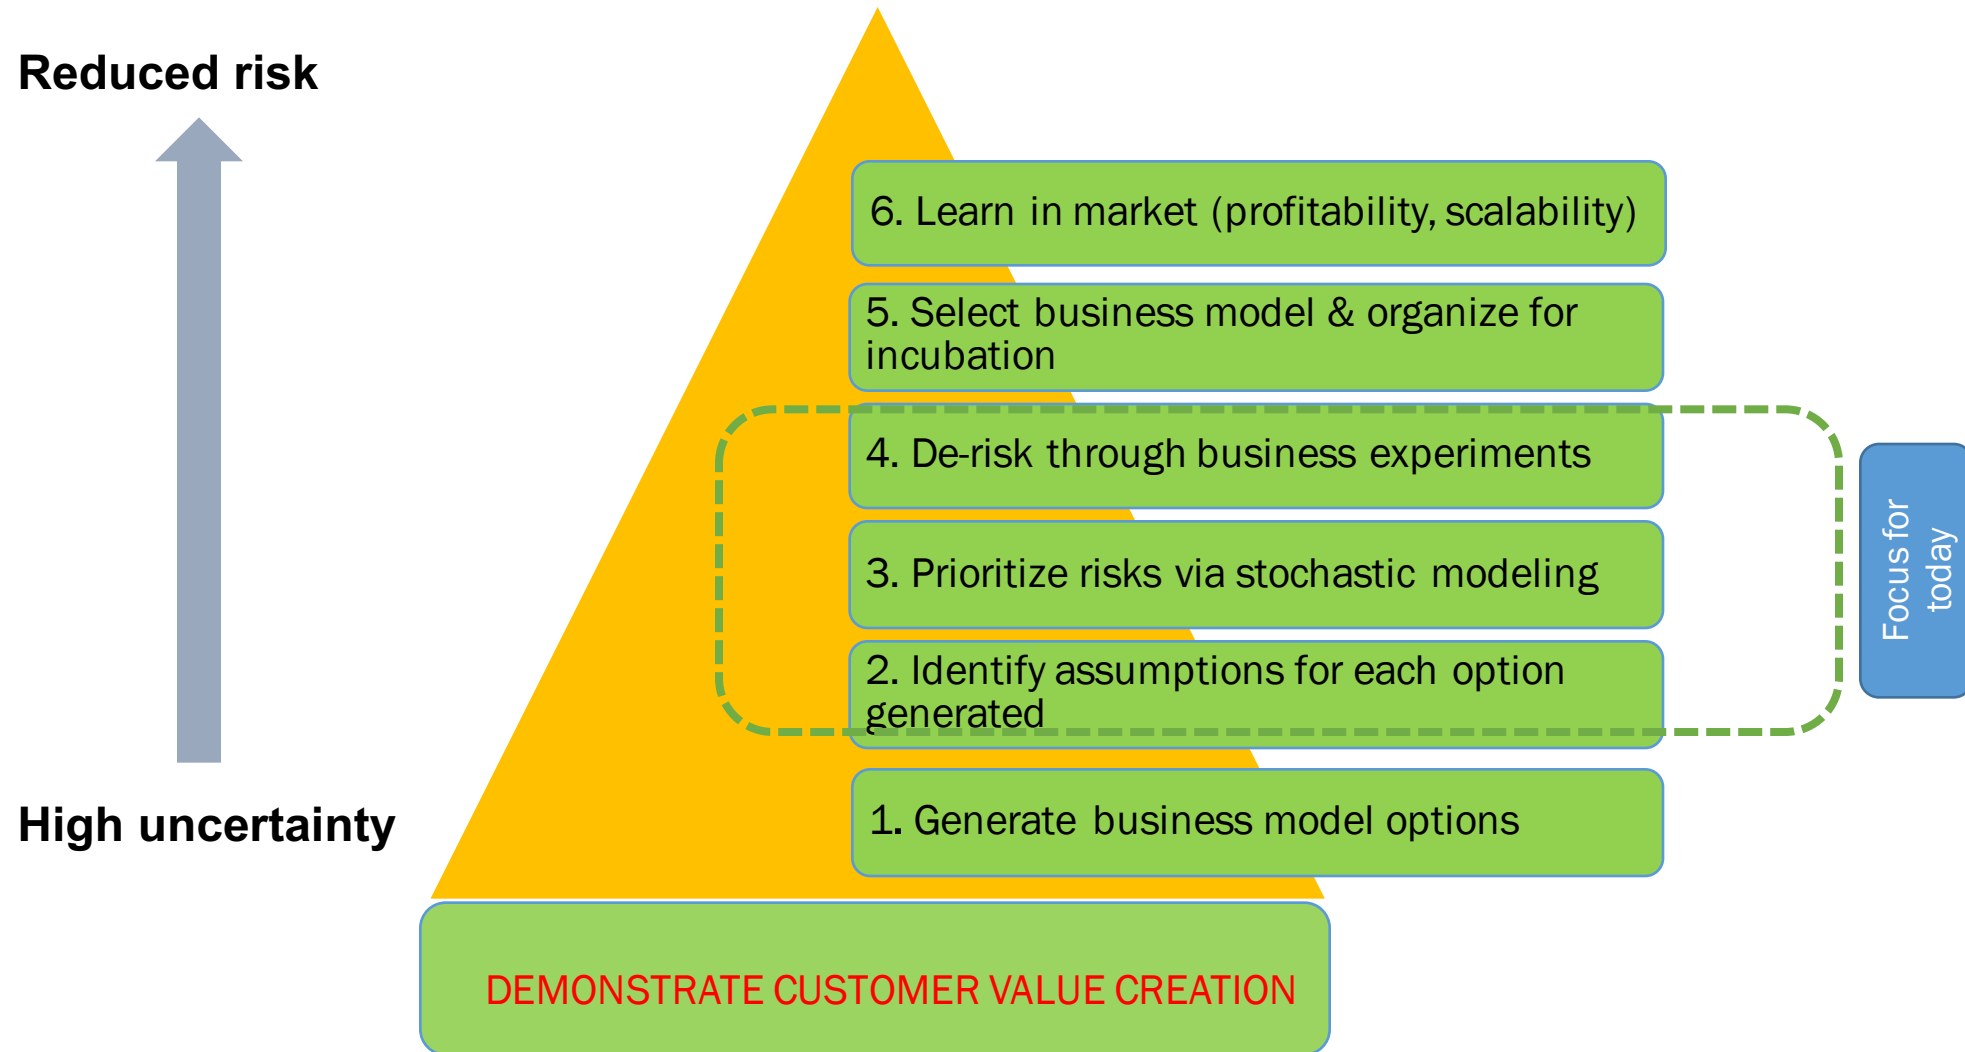 Reduced risk
6. Learn in market (profitability, scalability)
5. Select business model & organize for
incubation
4. De-risk through business experiments
3. Prioritize risks via stochastic modeling
2. Identify assumptions for each option
generated
Focus for
today
High uncertainty
1. Generate business model options
DEMONSTRATE CUSTOMER VALUE CREATION